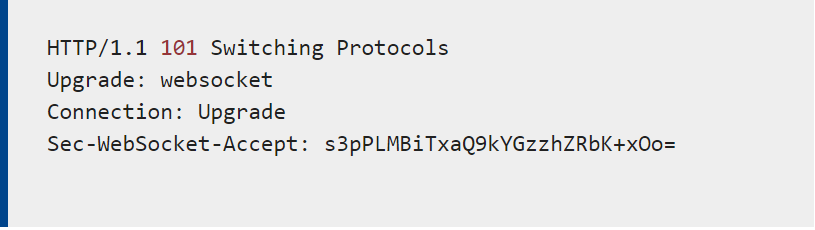 HTTP/1.1 101 Switching Protocols
Upgrade: websocket
Connection: Upgrade
Sec-WebSocket-Accept: s3pPLMBiTxaQ9kYGzzhZRbK+xOo=